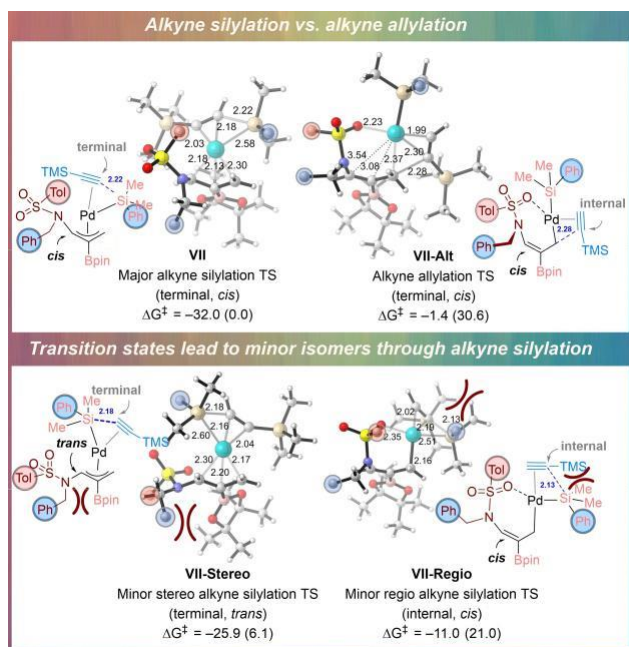 Alkyne silylation vs. alkyne allylation
terminal
TMS
2.22
Me
Si
Me
Ph
Tol
O
S
O
N
Pd
Ph
cis
Bpin
2.22
2.18
2.03
2.58
2.18
2.13
2.30
VII
Major alkyne silylation TS
(terminal, cis)
ΔG‡ = –32.0 (0.0)
2.23
1.99
3.54
3.08
2.37
2.30
2.28
VII-Alt
Alkyne allylation TS
(terminal, cis)
ΔG‡ = –1.4 (30.6)
Me
Me
Si
Ph
internal
O
S
O
Tol
N
Pd
2.28
TMS
Ph
cis
Bpin
Transition states lead to minor isomers through alkyne silylation
terminal
Ph
Me
Me
Si
2.18
TMS
trans
Pd
O
O
Tol
S
N
Ph
Bpin
2.18
2.16
2.60
2.04
2.30
2.17
2.20
VII-Stereo
Minor stereo alkyne silylation TS
(terminal, trans)
ΔG‡ = –25.9 (6.1)
2.02
2.13
2.19
2.35
2.51
2.16
VII-Regio
Minor regio alkyne silylation TS
(internal, cis)
ΔG‡ = –11.0 (21.0)
internal
TMS
Tol
O
S
O
2.13
Me
Pd
Si
Me
Ph
Ph
N
cis
Bpin